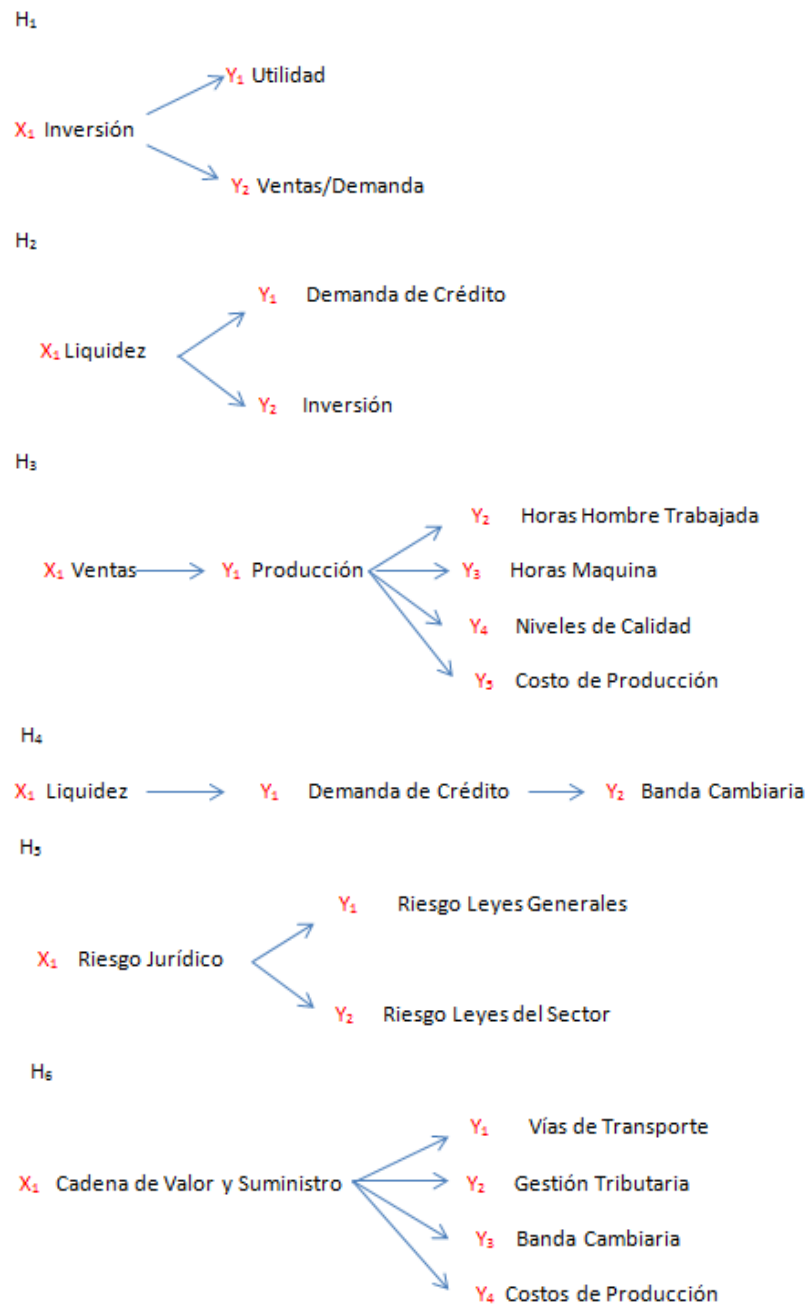 H₁
Y₁ Utilidad
X₁ Inversión
Y₂ Ventas/Demanda
H₂
Y₁ Demanda de Crédito
X₁ Liquidez
Y₂ Inversión
H₃
Y₂ Horas Hombre Trabajada
X₁ Ventas Y₁ Producción Y₃ Horas Maquina
Y₄ Niveles de Calidad
Y₅ Costo de Producción
H₄
X₁ Liquidez Y₁ Demanda de Crédito Y₂ Banda Cambiaria
H₅
Y₁ Riesgo Leyes Generales
X₁ Riesgo Jurídico
Y₂ Riesgo Leyes del Sector
H₆
Y₁ Vías de Transporte
X₁ Cadena de Valor y Suministro Y₂ Gestión Tributaria
Y₃ Banda Cambiaria
Y₄ Costos de Producción